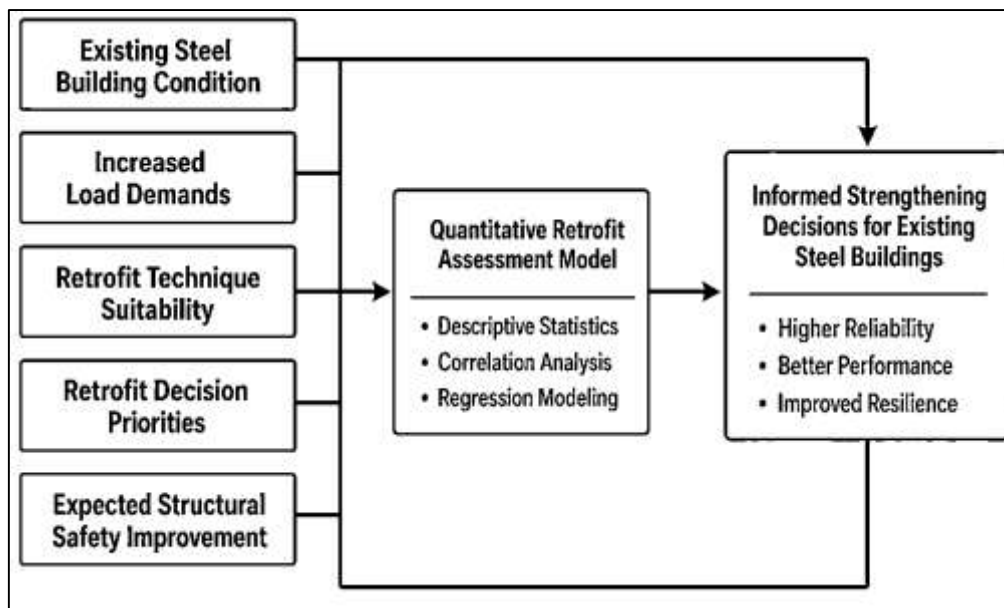 Existing Steel
Building Condition
Increased
Load Demands
Retrofit Technique
Suitability
Retrofit Decision
Priorities
Expected Structural
Safety Improvement
Quantitative Retrofit
Assessment Model
• Descriptive Statistics
• Correlation Analysis
• Regression Modeling
Informed Strengthening
Decisions for Existing
Steel Buildings
• Higher Reliability
• Better Performance
• Improved Resilience